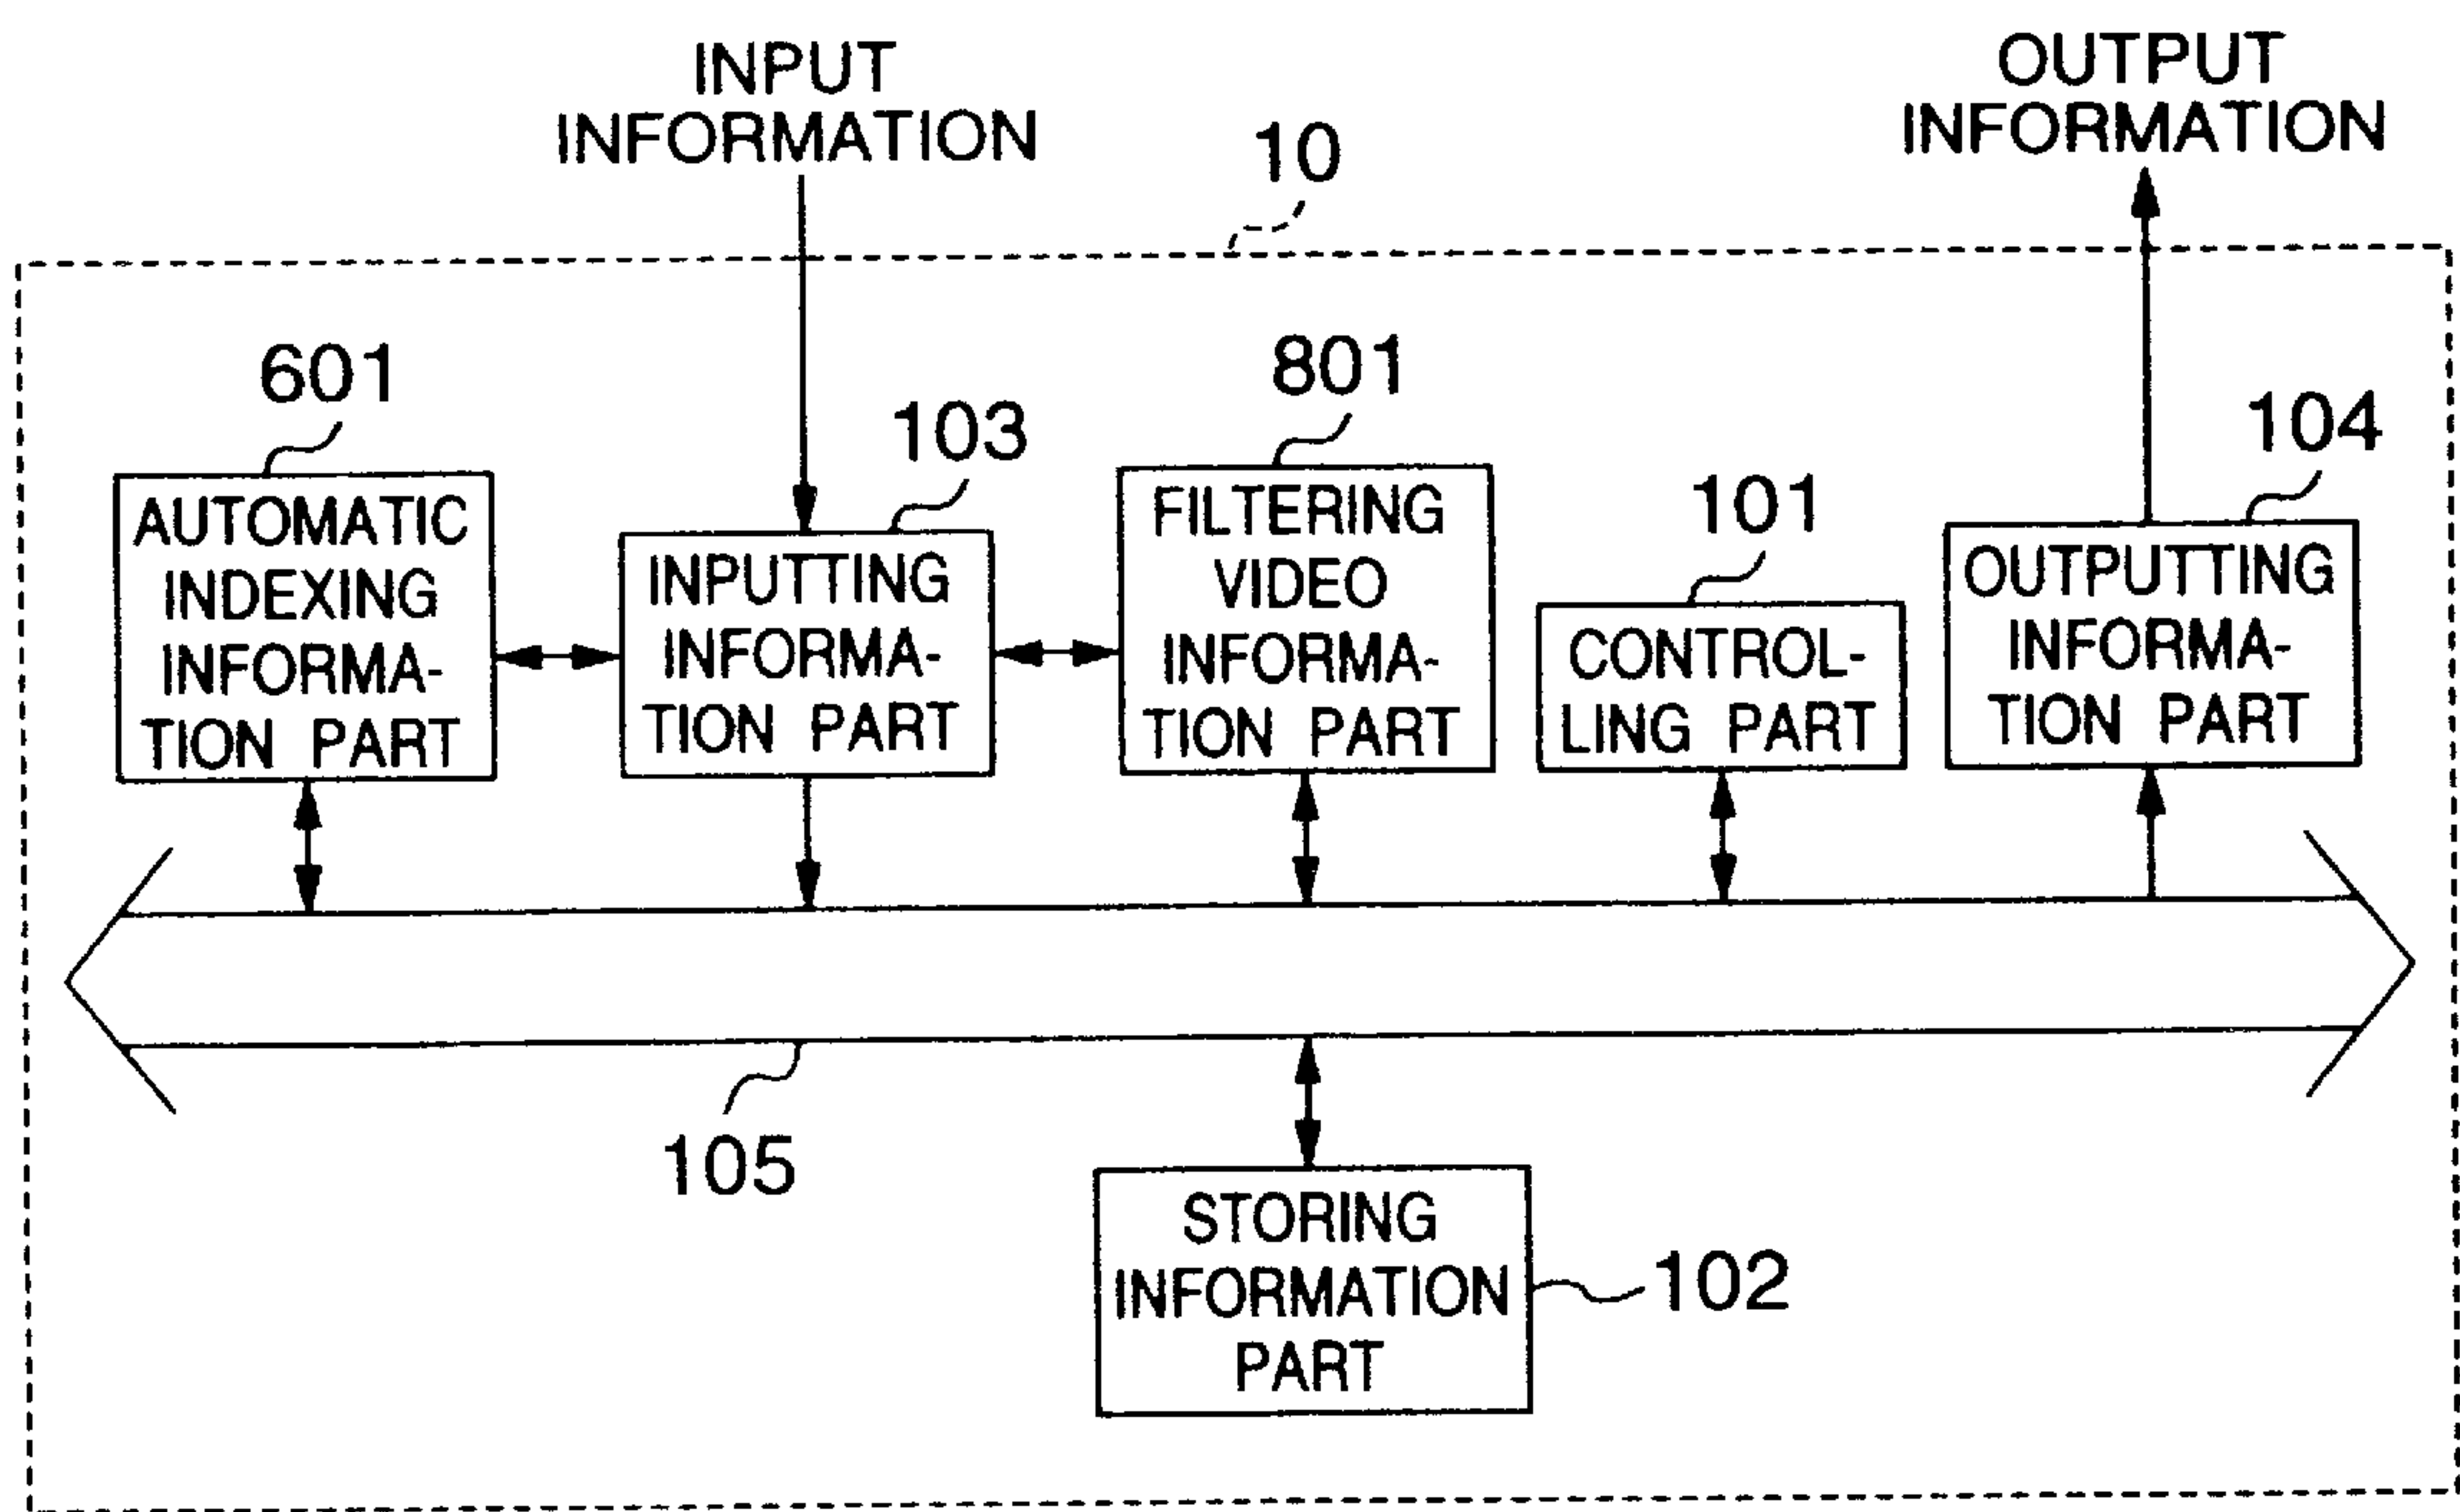 INPUT
INFORMATION
OUTPUT
INFORMATION
10
601
AUTOMATIC
INDEXING
INFORMA-
TION PART
103
INPUTTING
INFORMA-
TION PART
801
FILTERING
VIDEO
INFORMA-
TION PART
101
CONTROL-
LING PART
104
OUTPUTTING
INFORMA-
TION PART
105
STORING
INFORMATION
PART
102